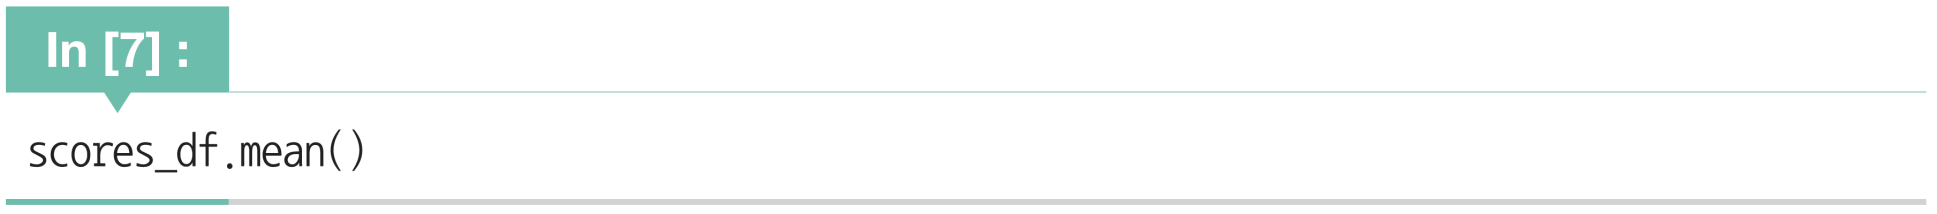 In [7] :
scores_df.mean()